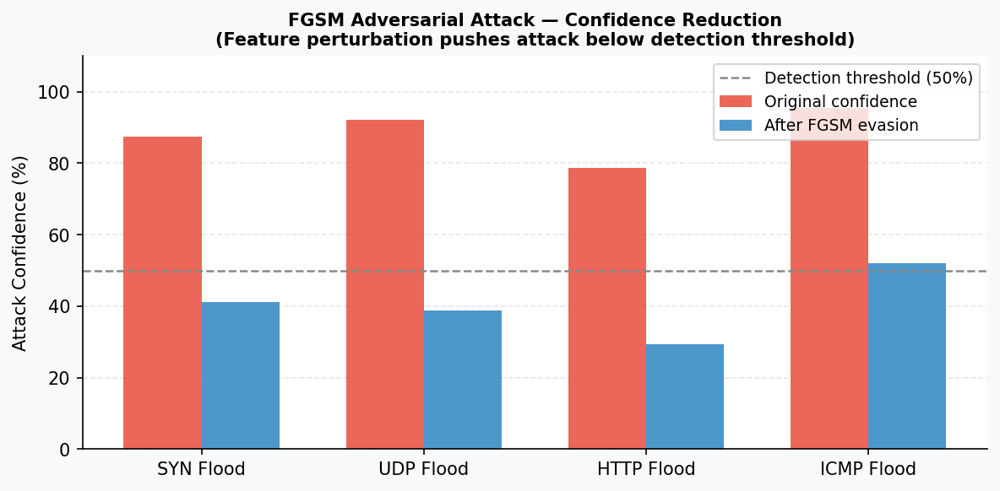 FGSM Adversarial Attack — Confidence Reduction
(Feature perturbation pushes attack below detection threshold)
Detection threshold (50%)
Original confidence
After FGSM evasion
Attack Confidence (%)
100
80
60
40
20
0
SYN Flood
UDP Flood
HTTP Flood
ICMP Flood